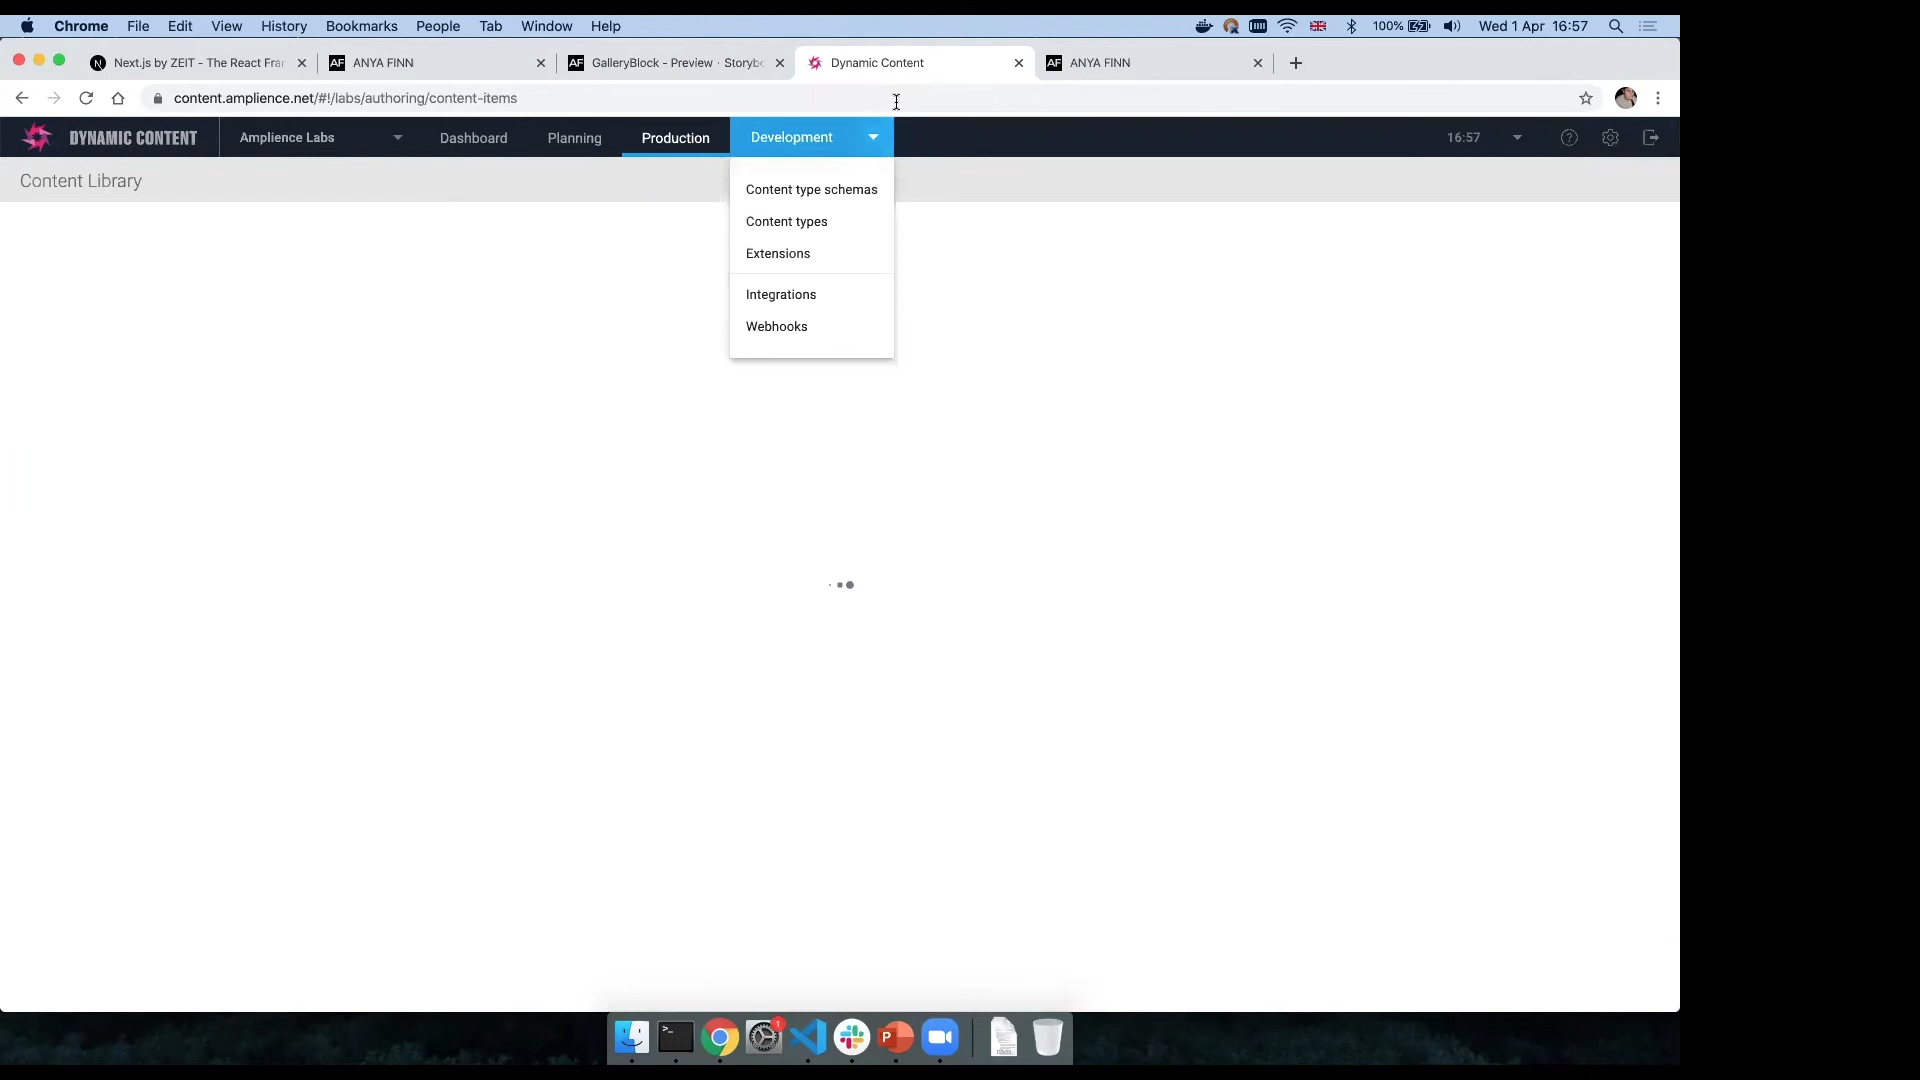 Chrome File Edit View History Bookmarks People Tab Window Help 100% Wed 1 Apr 16:57
Next.js by ZEIT - The React Fra AF ANYA FINN AF GalleryBlock - Preview · Storyb Dynamic Content AF ANYA FINN
content.amplience.net/#!/labs/authoring/content-items
DYNAMIC CONTENT Amplience Labs Dashboard Planning Production Development 16:57
Content Library
Content type schemas
Content types
Extensions
Integrations
Webhooks
1